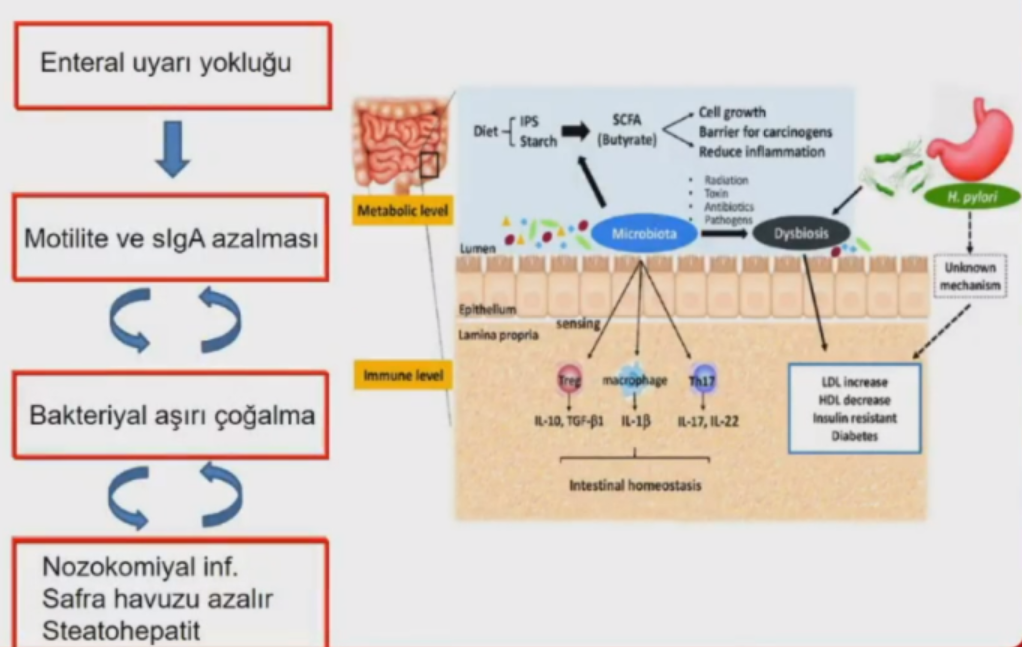 Enteral uyarı yokluğu
Motilite ve sIgA azalması
Bakteriyal aşırı çoğalma
Nozokomiyal inf.
Safra havuzu azalır
Steatohepatit
Metabolic level
Immune level
Diet
IPS
Starch
SCFA
(Butyrate)
Cell growth
Barrier for carcinogens
Reduce inflammation
• Radiation
• Toxin
• Antibiotics
• Pathogens
Microbiota
Dysbiosis
H. pylori
Unknown
mechanism
Lumen
Epithellum
Lamina propria
sensing
Treg
macrophage
Th17
IL-10, TGF-β1
IL-1β
IL-17, IL-22
Intestinal homeostasis
LDL increase
HDL decrease
Insulin resistant
Diabetes